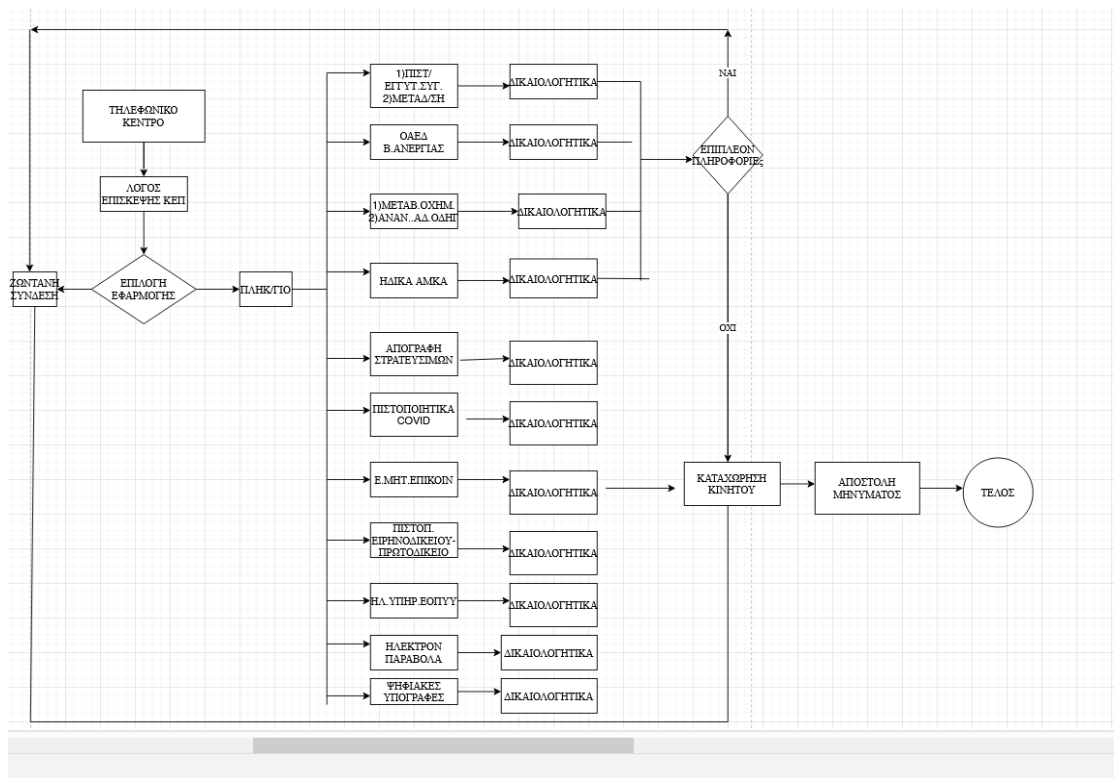 ΝΑΙ
1)ΠΙΣΤ/
ΕΓΓΥΤ.ΣΥΓ.
2)ΜΕΤΑΔ/ΣΗ
ΔΙΚΑΙΟΛΟΓΗΤΙΚΑ
ΤΗΛΕΦΩΝΙΚΟ
ΚΕΝΤΡΟ
ΟΑΕΔ
Β.ΑΝΕΡΓΙΑΣ
ΔΙΚΑΙΟΛΟΓΗΤΙΚΑ
ΕΠΙΠΛΕΟΝ
ΠΛΗΡΟΦΟΡΙΕς
ΛΟΓΟΣ
ΕΠΙΣΚΕΨΗΣ ΚΕΠ
1)ΜΕΤΑΒ.ΟΧΗΜ.
2)ΑΝΑΝ..ΑΔ.ΟΔΗΓ
ΔΙΚΑΙΟΛΟΓΗΤΙΚΑ
ΖΩΝΤΑΝΗ
ΣΥΝΔΕΣΗ
ΕΠΙΛΟΓΗ
ΕΦΑΡΜΟΓΗΣ
ΠΛΗΚ/ΓΙΟ
ΗΔΙΚΑ ΑΜΚΑ
ΔΙΚΑΙΟΛΟΓΗΤΙΚΑ
ΟΧΙ
ΑΠΟΓΡΑΦΗ
ΣΤΡΑΤΕΥΣΙΜΩΝ
ΔΙΚΑΙΟΛΟΓΗΤΙΚΑ
ΠΙΣΤΟΠΟΙΗΤΙΚΑ
COVID
ΔΙΚΑΙΟΛΟΓΗΤΙΚΑ
Ε.ΜΗΤ.ΕΠΙΚΟΙΝ
ΔΙΚΑΙΟΛΟΓΗΤΙΚΑ
ΚΑΤΑΧΩΡΗΣΗ
ΚΙΝΗΤΟΥ
ΑΠΟΣΤΟΛΗ
ΜΗΝΥΜΑΤΟΣ
ΤΕΛΟΣ
ΠΙΣΤΟΠ.
ΕΙΡΗΝΟΔΙΚΕΙΟΥ-
ΠΡΩΤΟΔΙΚΕΙΟ
ΔΙΚΑΙΟΛΟΓΗΤΙΚΑ
ΗΛ.ΥΠΗΡ.ΕΟΠΥΥ
ΔΙΚΑΙΟΛΟΓΗΤΙΚΑ
ΗΛΕΚΤΡΟΝ
ΠΑΡΑΒΟΛΑ
ΔΙΚΑΙΟΛΟΓΗΤΙΚΑ
ΨΗΦΙΑΚΕΣ
ΥΠΟΓΡΑΦΕΣ
ΔΙΚΑΙΟΛΟΓΗΤΙΚΑ